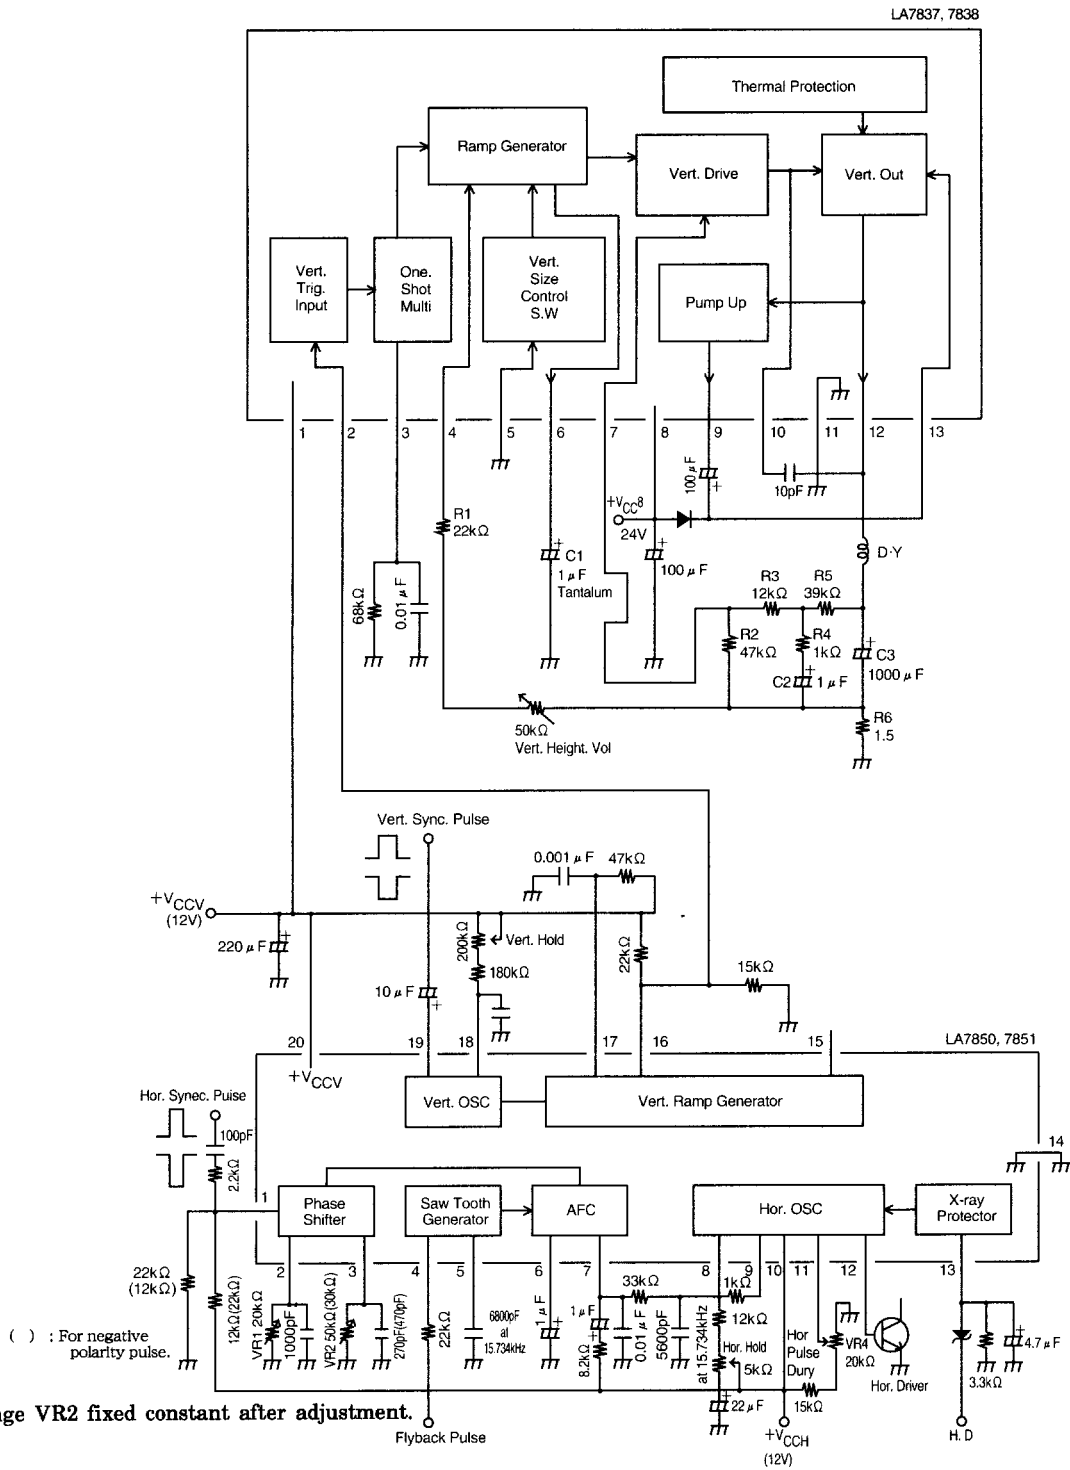 LA7837, 7838
Thermal Protection
Ramp Generator
Vert. Drive
Vert. Out
Vert.
Trig.
Input
One.
Shot
Multi
Vert.
Size
Control
S.W
Pump Up
1
2
3
4
5
6
7
8
9
10
11
12
13
100μF
+
10pF
R1
22kΩ
+VCC8
24V
+
100μF
D·Y
+
C1
1μF
Tantalum
68kΩ
0.01μF
R3
12kΩ
R5
39kΩ
R2
47kΩ
R4
1kΩ
C2
+
1μF
+
C3
1000μF
50kΩ
Vert. Height. Vol
R6
1.5
Vert. Sync. Pulse
0.001μF
47kΩ
+VCCV
(12V)
220μF
+
200kΩ
Vert. Hold
180kΩ
22kΩ
15kΩ
10μF
+
20
19
18
17
16
15
LA7850, 7851
+VCCV
Vert. OSC
Vert. Ramp Generator
Hor. Synec. Pulse
100pF
2.2kΩ
14
1
Phase
Shifter
Saw Tooth
Generator
AFC
Hor. OSC
X-ray
Protector
2
3
4
5
6
7
8
9
10
11
12
13
22kΩ
(12kΩ)
12kΩ(22kΩ)
VR1 20kΩ
1000pF
VR2 50kΩ(30kΩ)
270pF(470pF)
22kΩ
6800pF
at
15.734kHz
1μF
+
1μF
+
8.2kΩ
0.01μF
33kΩ
5600pF
1kΩ
12kΩ
at 15.734kHz
Hor. Hold
5kΩ
+
22μF
Hor
Pulse
Dury
VR4
20kΩ
15kΩ
Hor. Driver
3.3kΩ
+
4.7μF
( ) : For negative
polarity pulse.
nge VR2 fixed constant after adjustment.
Flyback Pulse
+VCCH
(12V)
H.D